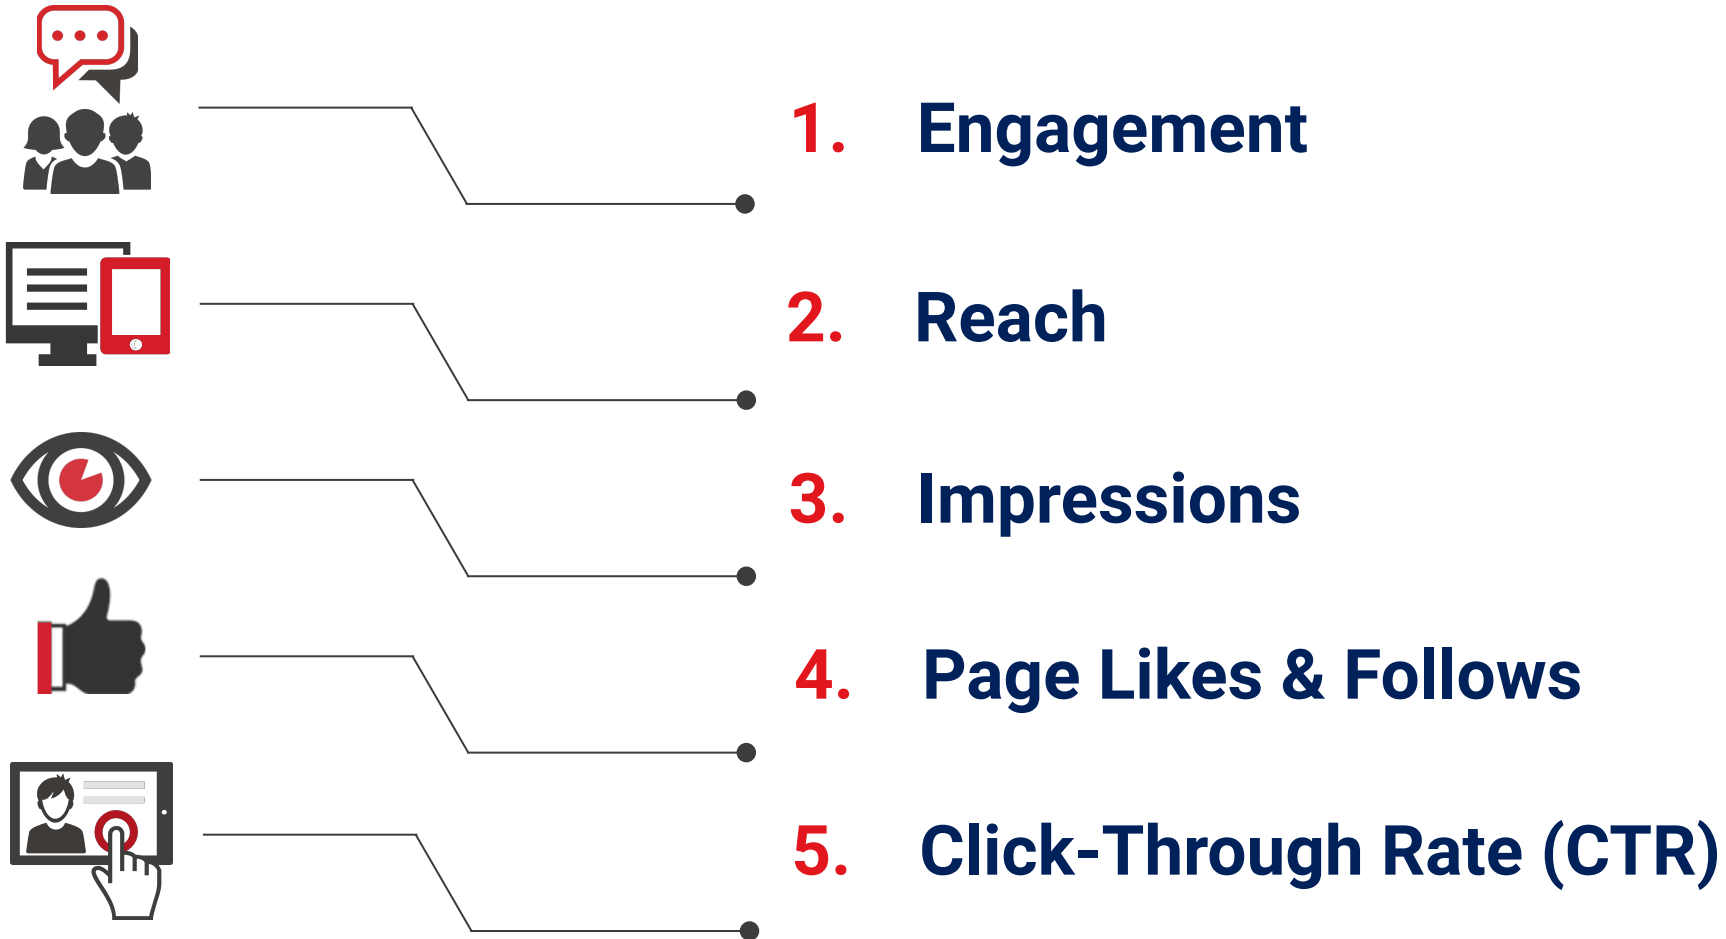 1. Engagement
2. Reach
3. Impressions
4. Page Likes & Follows
5. Click-Through Rate (CTR)